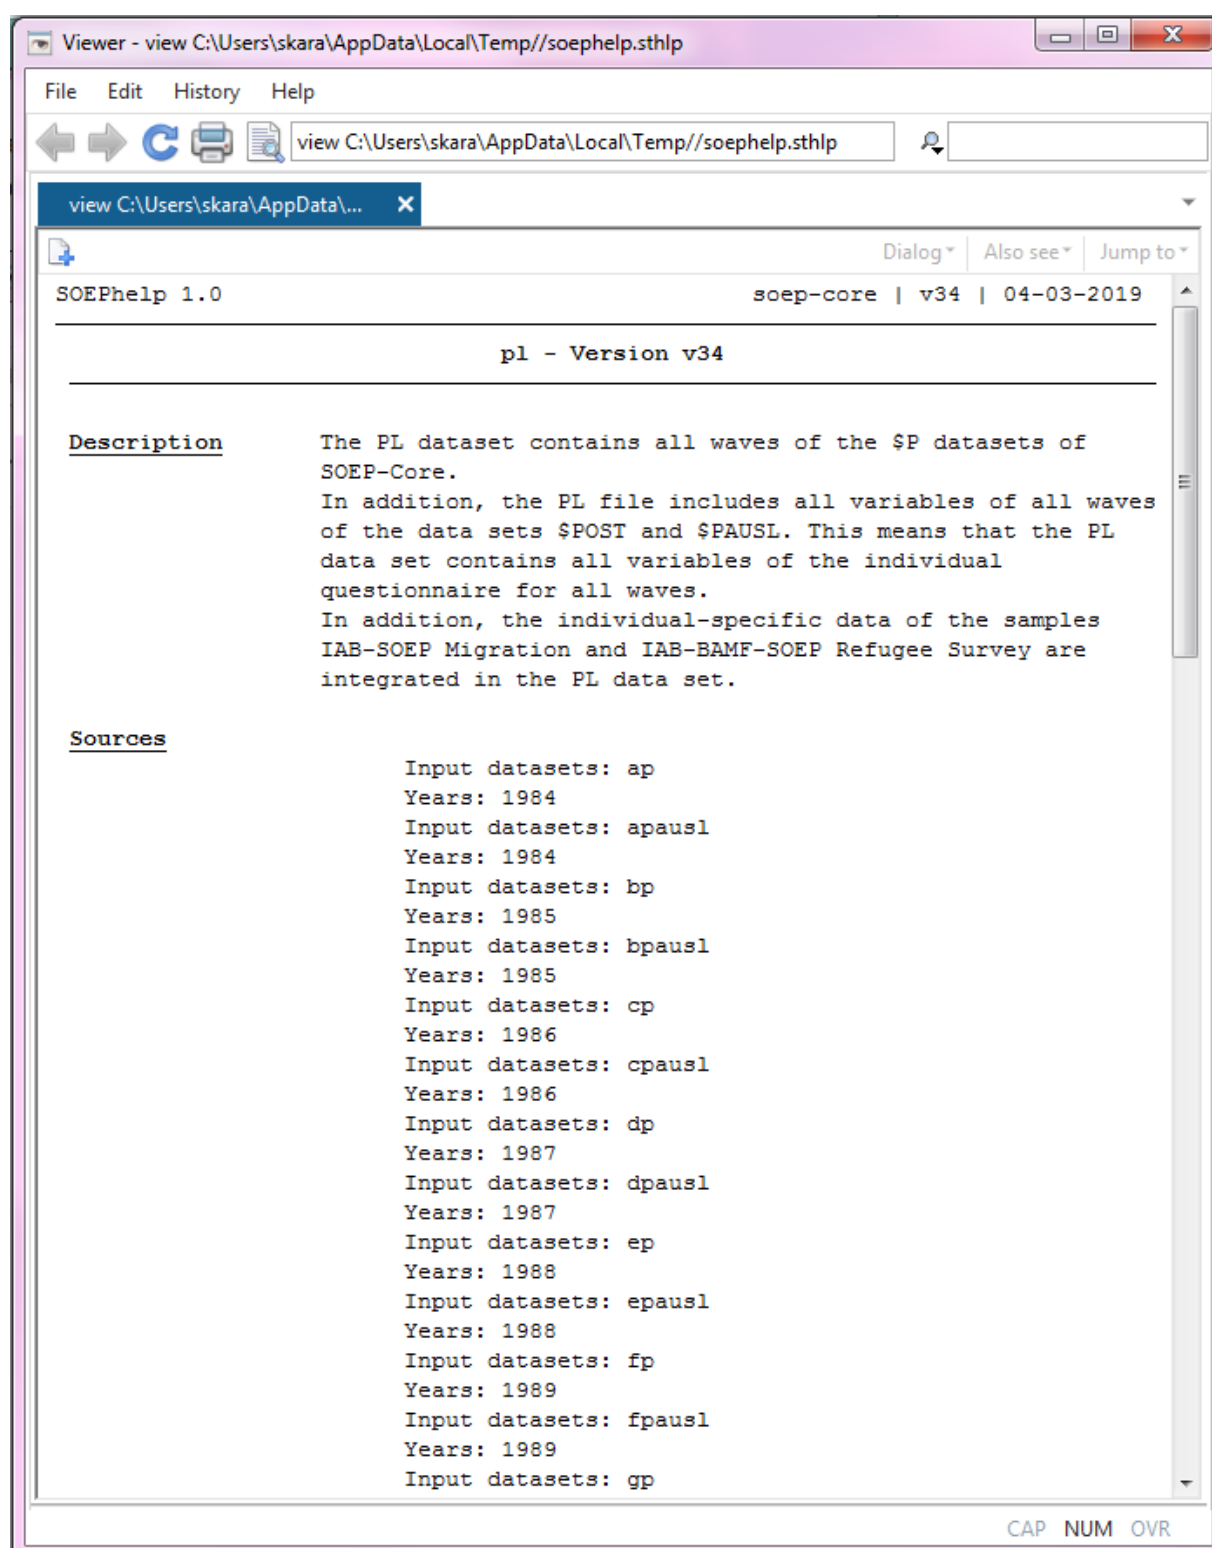 Viewer - view C:\Users\skara\AppData\Local\Temp//soephelp.sthlp
File Edit History Help
view C:\Users\skara\AppData\Local\Temp//soephelp.sthlp
view C:\Users\skara\AppData\...
Dialog Also see Jump to
SOEPhelp 1.0 soep-core | v34 | 04-03-2019
pl - Version v34
Description The PL dataset contains all waves of the $P datasets of
SOEP-Core.
In addition, the PL file includes all variables of all waves
of the data sets $POST and $PAUSL. This means that the PL
data set contains all variables of the individual
questionnaire for all waves.
In addition, the individual-specific data of the samples
IAB-SOEP Migration and IAB-BAMF-SOEP Refugee Survey are
integrated in the PL data set.
Sources
Input datasets: ap
Years: 1984
Input datasets: apausl
Years: 1984
Input datasets: bp
Years: 1985
Input datasets: bpausl
Years: 1985
Input datasets: cp
Years: 1986
Input datasets: cpausl
Years: 1986
Input datasets: dp
Years: 1987
Input datasets: dpausl
Years: 1987
Input datasets: ep
Years: 1988
Input datasets: epausl
Years: 1988
Input datasets: fp
Years: 1989
Input datasets: fpausl
Years: 1989
Input datasets: gp
CAP NUM OVR